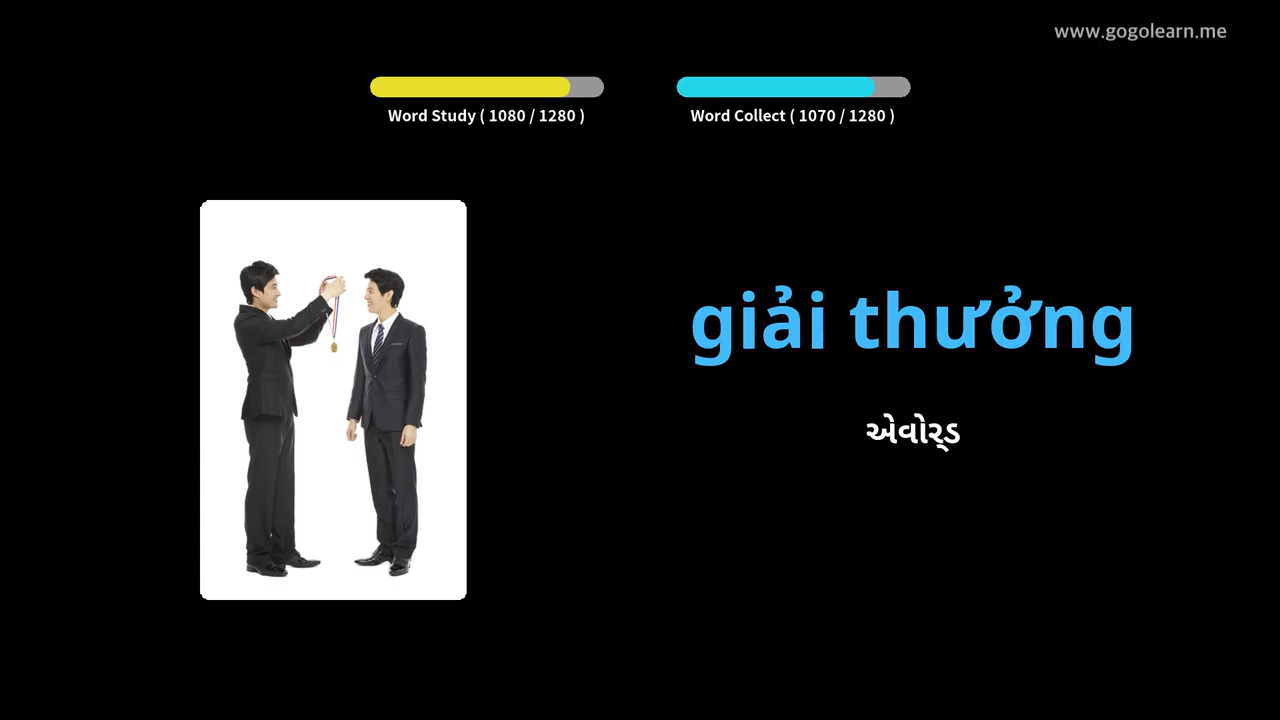 www.gogolearn.me
Word Study ( 1080 / 1280 )
Word Collect ( 1070 / 1280 )
giải thưởng
એવોર્ડ